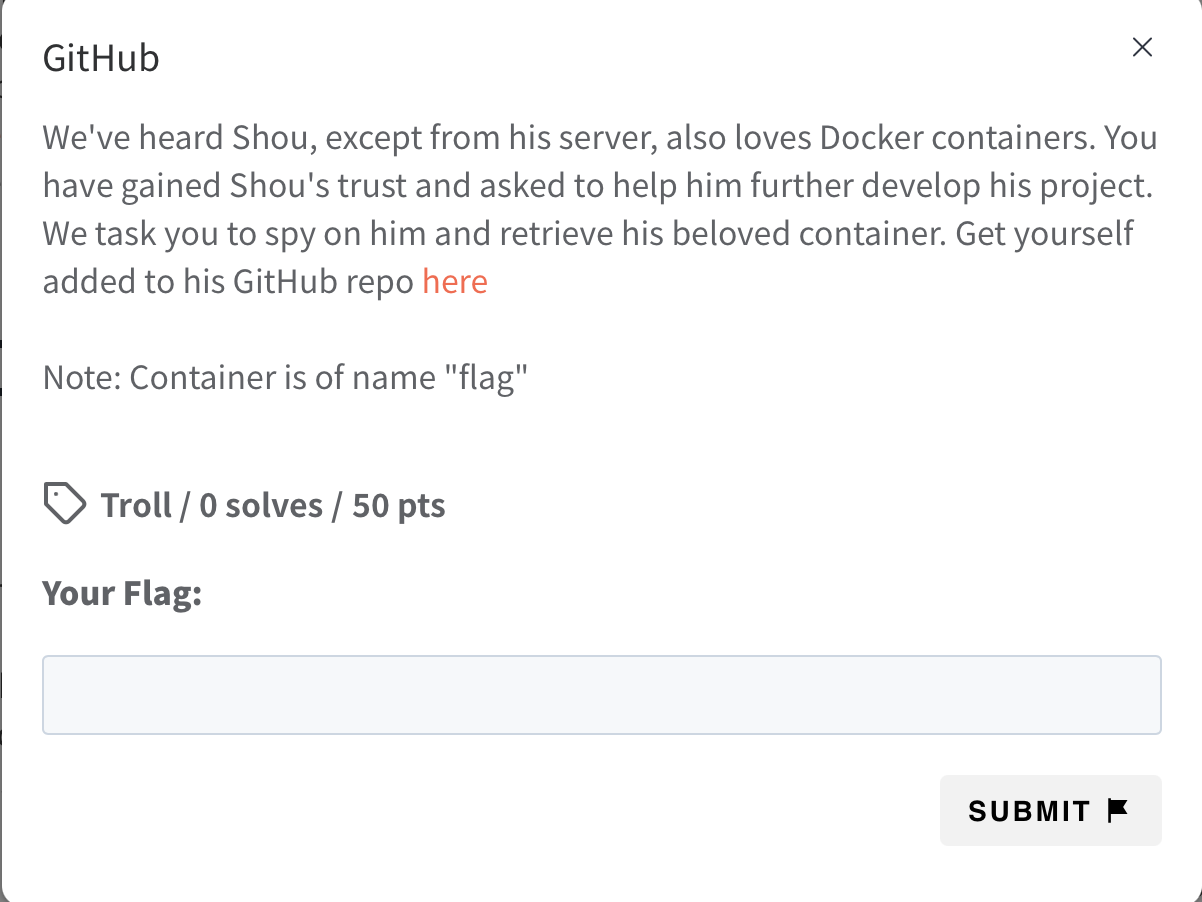 GitHub
We've heard Shou, except from his server, also loves Docker containers. You
have gained Shou's trust and asked to help him further develop his project.
We task you to spy on him and retrieve his beloved container. Get yourself
added to his GitHub repo here
Note: Container is of name "flag"
Troll / 0 solves / 50 pts
Your Flag:
SUBMIT